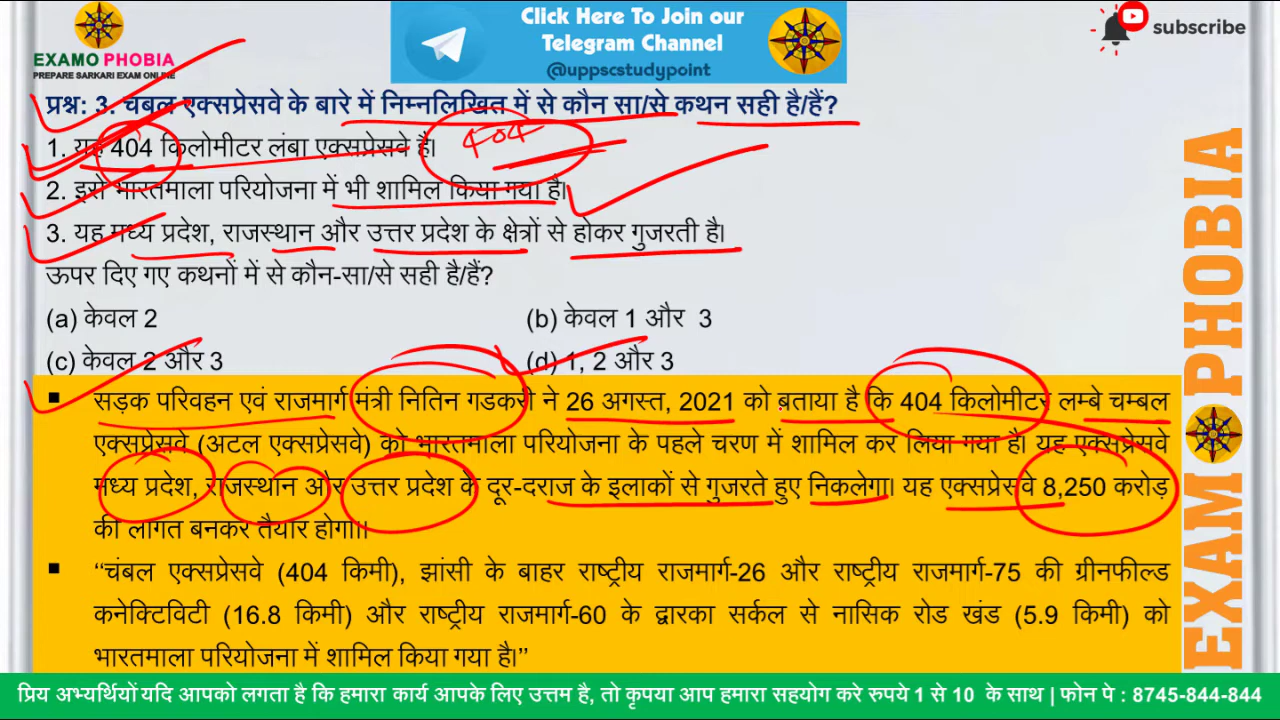 Click Here To Join our
Telegram Channel
@uppscstudypoint
subscribe
EXAMO PHOBIA
PREPARE SARKARI EXAM ONLINE
प्रश्न: 3. चंबल एक्सप्रेसवे के बारे में निम्नलिखित में से कौन सा/से कथन सही है/हैं?
1. यह 404 किलोमीटर लंबा एक्सप्रेसवे है।
404
2. इसे भारतमाला परियोजना में भी शामिल किया गया है।
3. यह मध्य प्रदेश, राजस्थान और उत्तर प्रदेश के क्षेत्रों से होकर गुजरती है।
ऊपर दिए गए कथनों में से कौन-सा/से सही है/हैं?
(a) केवल 2
(b) केवल 1 और 3
(c) केवल 2 और 3
(d) 1, 2 और 3
▪ सड़क परिवहन एवं राजमार्ग मंत्री नितिन गडकरी ने 26 अगस्त, 2021 को बताया है कि 404 किलोमीटर लम्बे चम्बल
एक्सप्रेसवे (अटल एक्सप्रेसवे) को भारतमाला परियोजना के पहले चरण में शामिल कर लिया गया है। यह एक्सप्रेसवे
मध्य प्रदेश, राजस्थान और उत्तर प्रदेश के दूर-दराज के इलाकों से गुजरते हुए निकलेगा। यह एक्सप्रेसवे 8,250 करोड़
की लागत बनकर तैयार होगा।।
▪ “चंबल एक्सप्रेसवे (404 किमी), झांसी के बाहर राष्ट्रीय राजमार्ग-26 और राष्ट्रीय राजमार्ग-75 की ग्रीनफील्ड
कनेक्टिविटी (16.8 किमी) और राष्ट्रीय राजमार्ग-60 के द्वारका सर्कल से नासिक रोड खंड (5.9 किमी) को
भारतमाला परियोजना में शामिल किया गया है।”
EXAM PHOBIA
प्रिय अभ्यर्थियों यदि आपको लगता है कि हमारा कार्य आपके लिए उत्तम है, तो कृपया आप हमारा सहयोग करे रुपये 1 से 10 के साथ | फोन पे : 8745-844-844